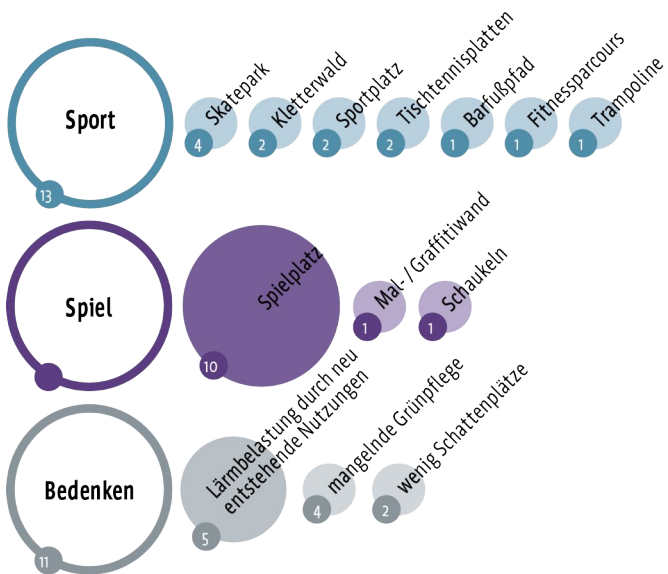 Sport
13
Skatepark
4
Kletterwald
2
Sportplatz
2
Tischtennisplatten
2
Barfußpfad
1
Fitnessparcours
1
Trampoline
1
Spiel
Spielplatz
10
Mal- / Graffitiwand
1
Schaukeln
1
Bedenken
11
Lärmbelastung durch neu
entstehende Nutzungen
5
mangelnde Grünpflege
4
wenig Schattenplätze
2